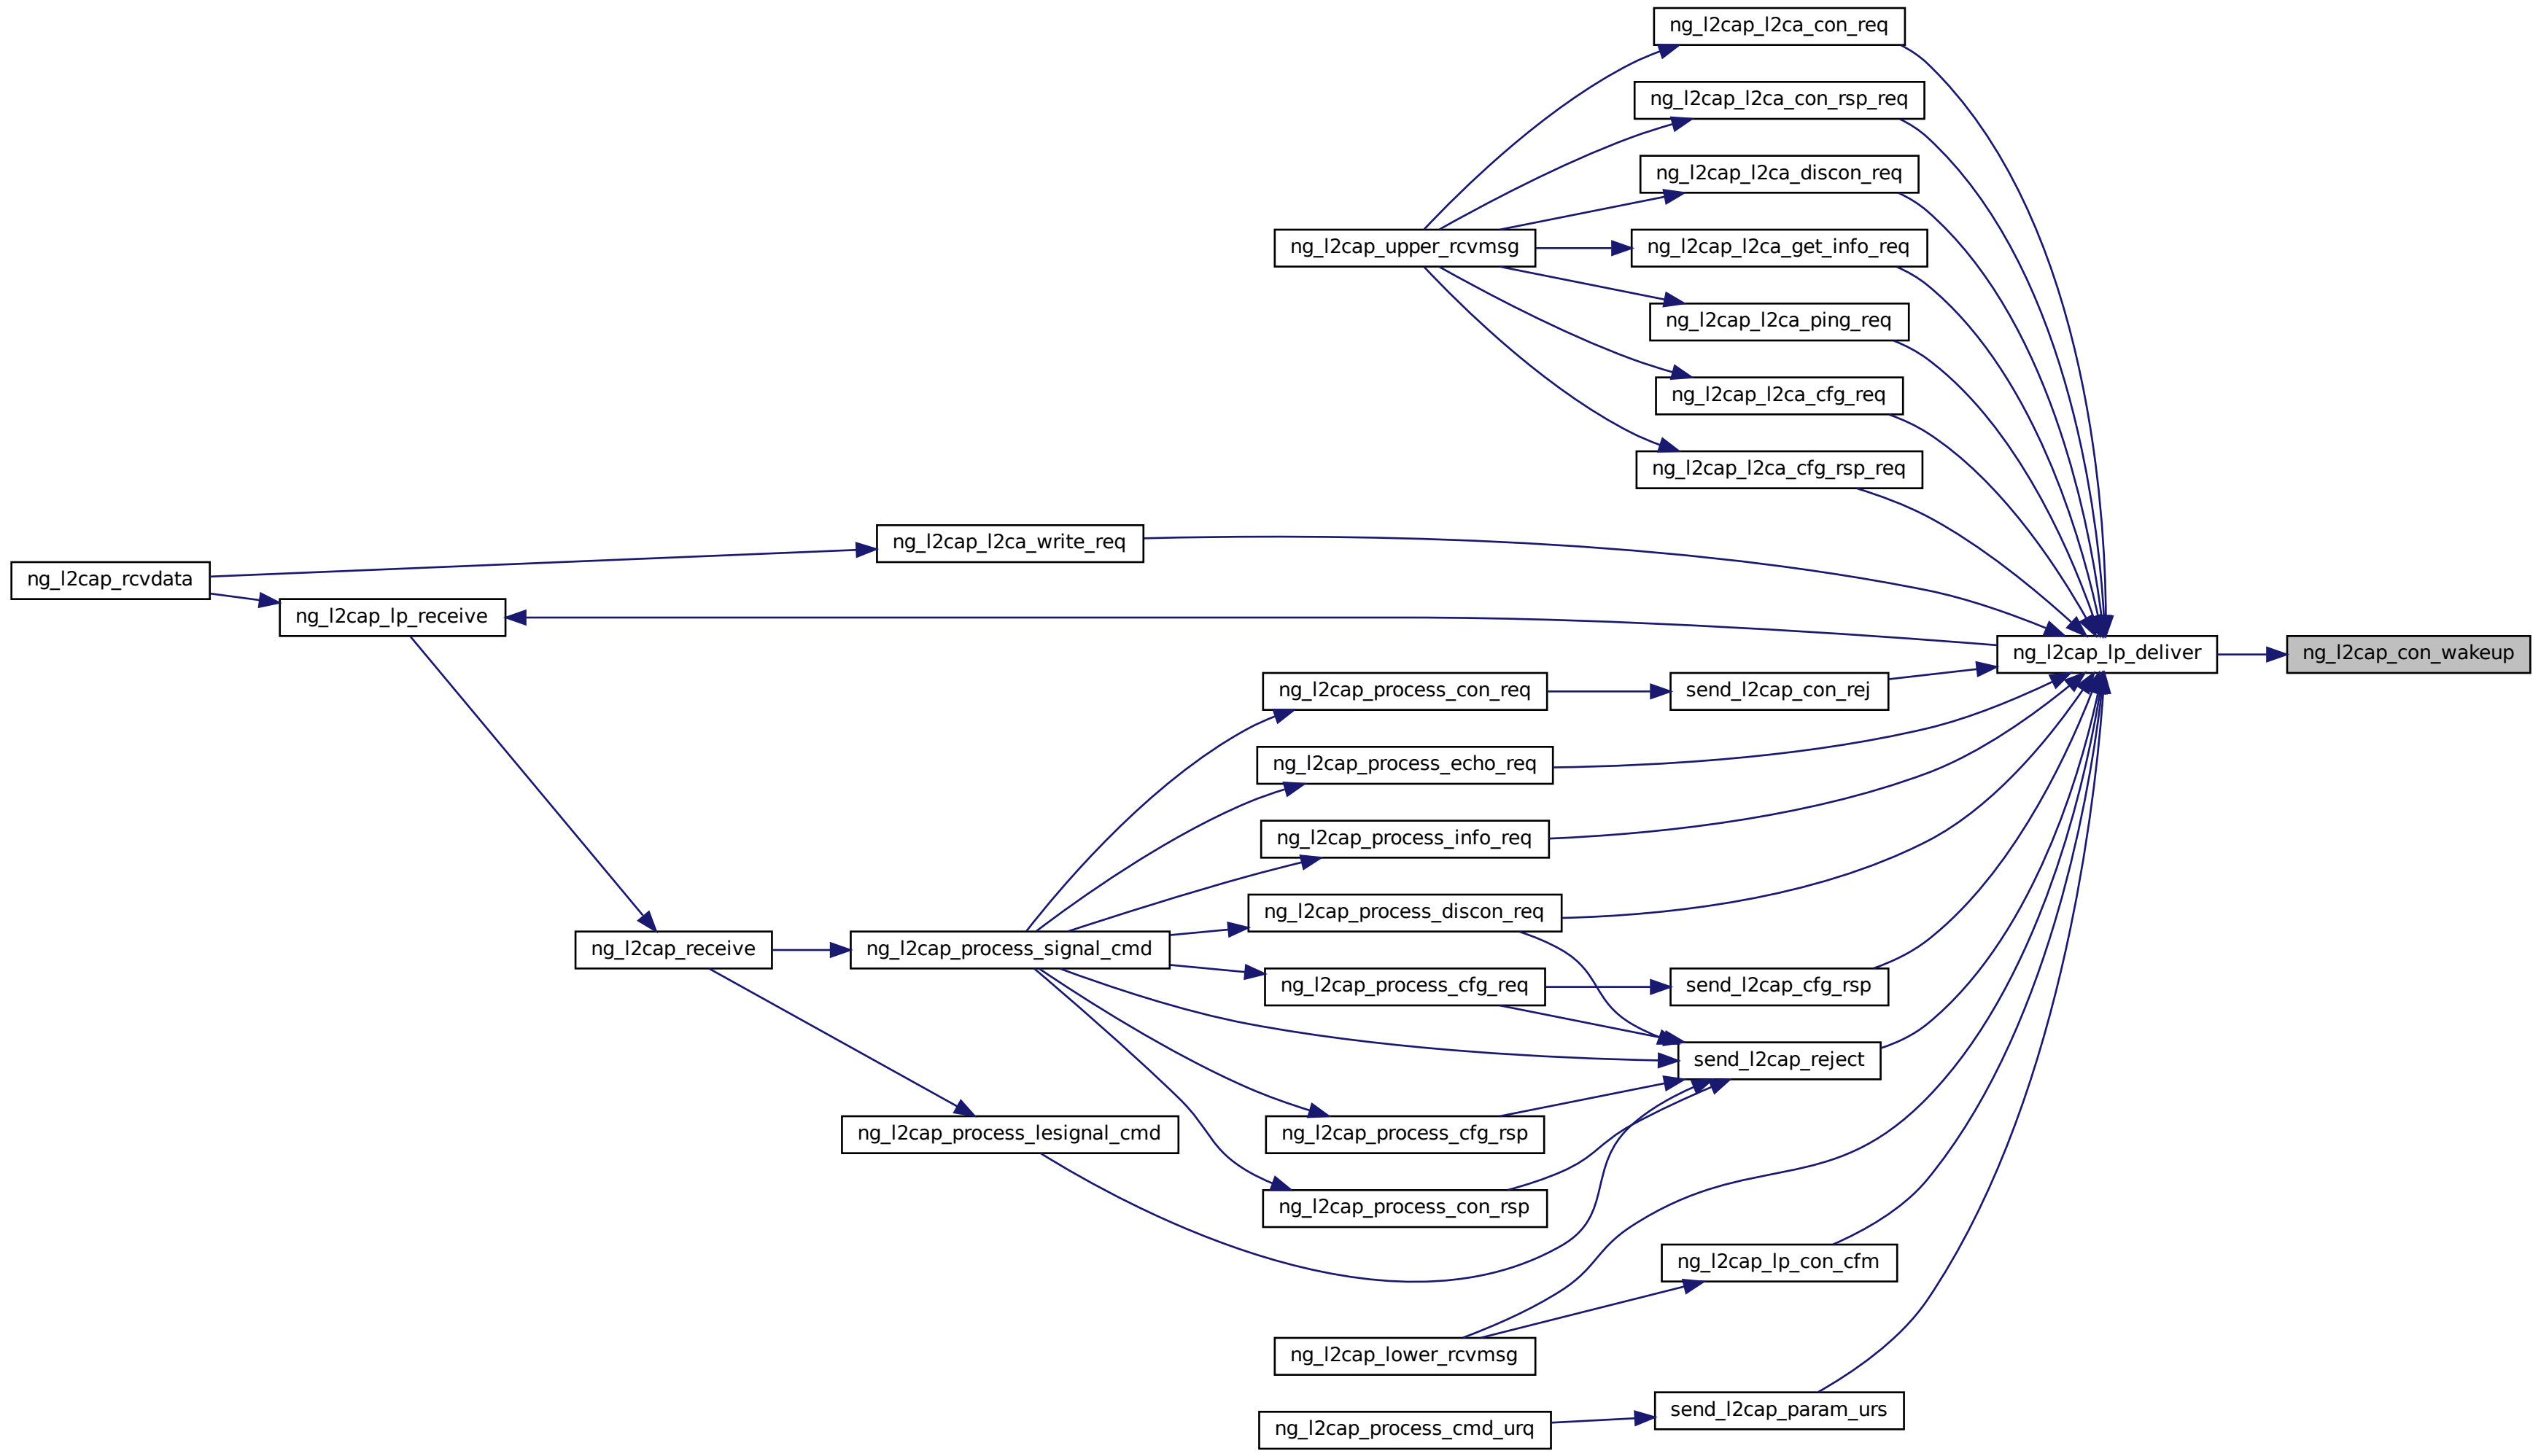 ng_l2cap_l2ca_con_req
ng_l2cap_l2ca_con_rsp_req
ng_l2cap_l2ca_discon_req
ng_l2cap_upper_rcvmsg
ng_l2cap_l2ca_get_info_req
ng_l2cap_l2ca_ping_req
ng_l2cap_l2ca_cfg_req
ng_l2cap_l2ca_cfg_rsp_req
ng_l2cap_l2ca_write_req
ng_l2cap_rcvdata
ng_l2cap_lp_receive
ng_l2cap_lp_deliver
ng_l2cap_con_wakeup
ng_l2cap_process_con_req
send_l2cap_con_rej
ng_l2cap_process_echo_req
ng_l2cap_process_info_req
ng_l2cap_process_discon_req
ng_l2cap_receive
ng_l2cap_process_signal_cmd
ng_l2cap_process_cfg_req
send_l2cap_cfg_rsp
send_l2cap_reject
ng_l2cap_process_lesignal_cmd
ng_l2cap_process_cfg_rsp
ng_l2cap_process_con_rsp
ng_l2cap_lp_con_cfm
ng_l2cap_lower_rcvmsg
send_l2cap_param_urs
ng_l2cap_process_cmd_urq